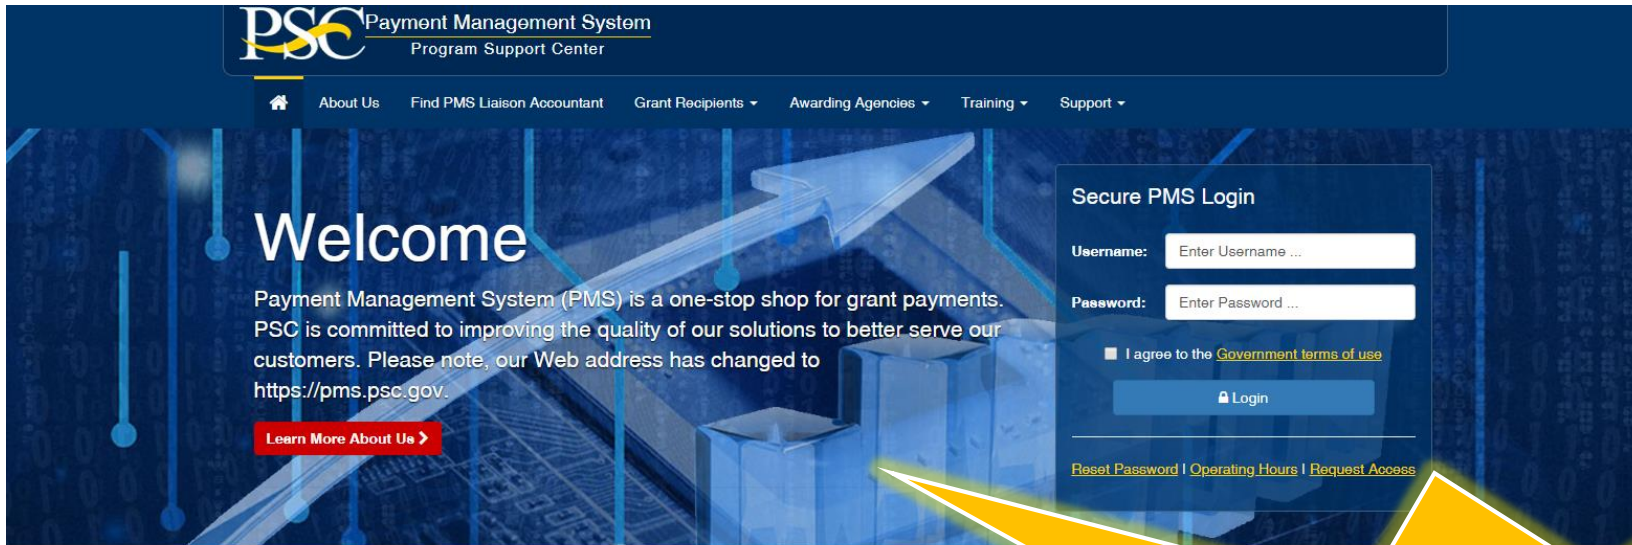 PSC Payment Management System
Program Support Center
About Us Find PMS Liaison Accountant Grant Recipients Awarding Agencies Training Support
Secure PMS Login
Welcome
Username: Enter Username ...
Payment Management System (PMS) is a one-stop shop for grant payments.
PSC is committed to improving the quality of our solutions to better serve our
customers. Please note, our Web address has changed to
https://pms.psc.gov.
Password: Enter Password ...
I agree to the Government terms of use
Login
Learn More About Us
Reset Password | Operating Hours | Request Access